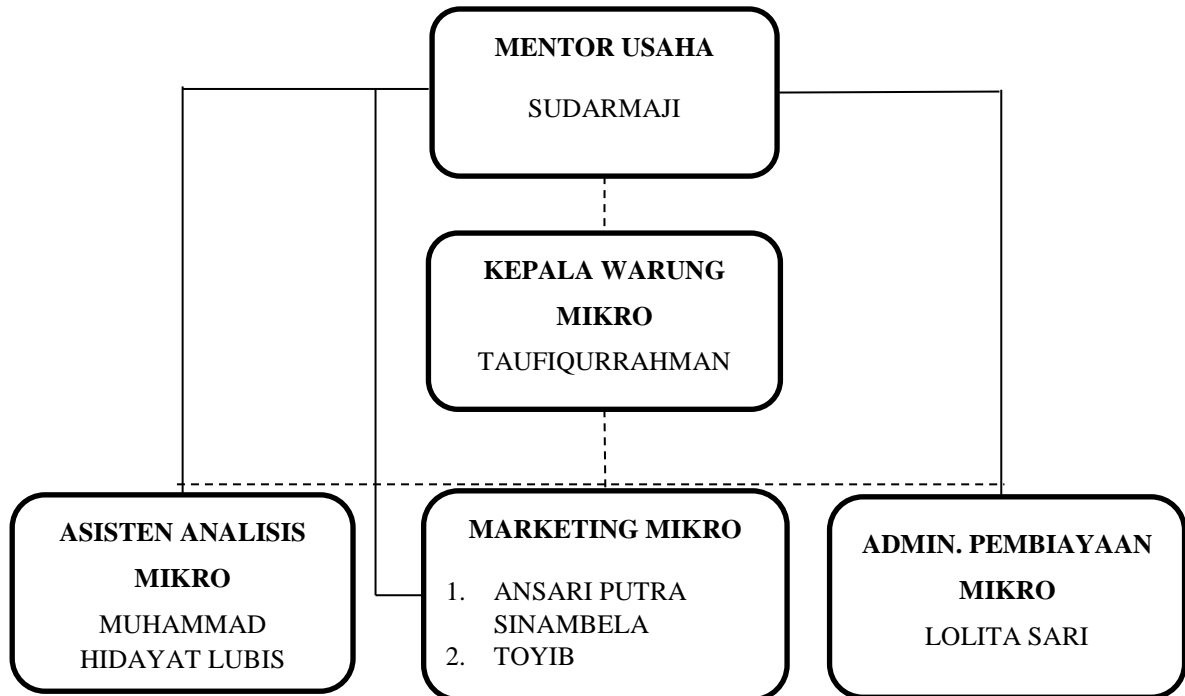 MENTOR USAHA
SUDARMAJI
KEPALA WARUNG
MIKRO
TAUFIQURRAHMAN
ASISTEN ANALISIS
MIKRO
MUHAMMAD
HIDAYAT LUBIS
MARKETING MIKRO
1. ANSARI PUTRA
SINAMBELA
2. TOYIB
ADMIN. PEMBIAYAAN
MIKRO
LOLITA SARI